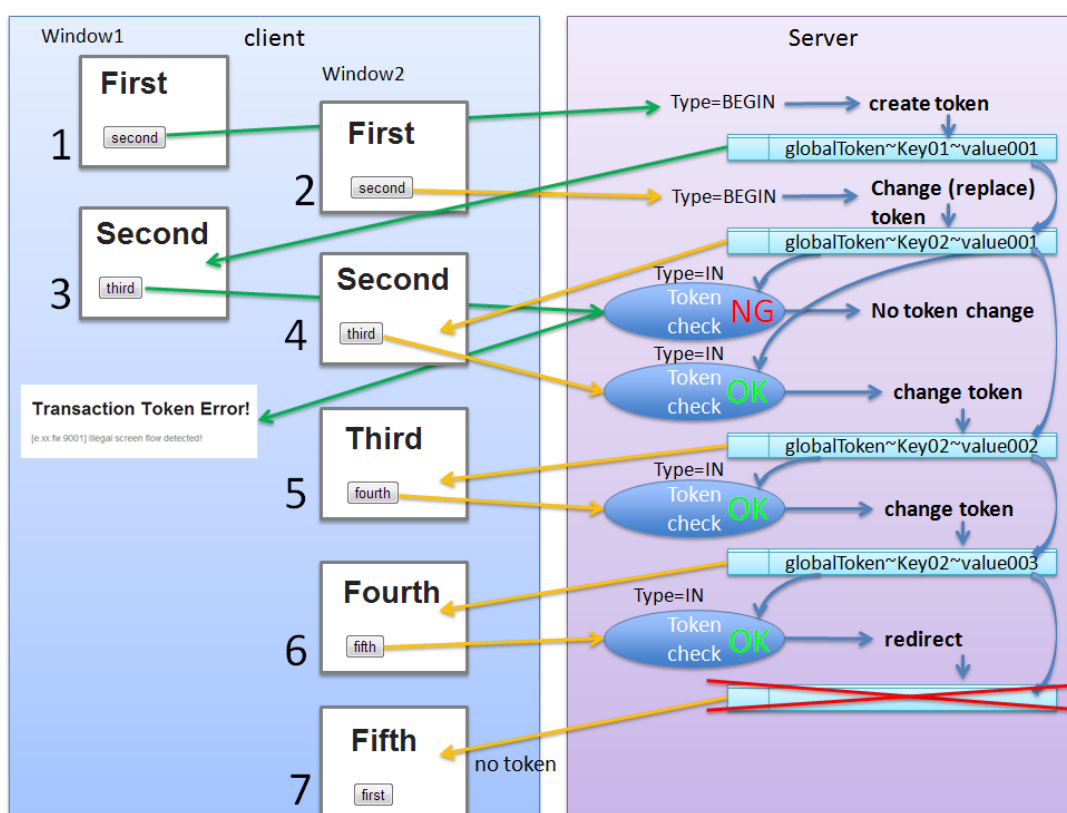 Window1
client
Server
First
1
second
Window2
First
2
second
Type=BEGIN
create token
globalToken~Key01~value001
Type=BEGIN
Change (replace)
token
globalToken~Key02~value001
Second
3
third
Second
4
third
Type=IN
Token
check
NG
No token change
Type=IN
Token
check
OK
change token
Transaction Token Error!
[e.xx.fw.9001] Illegal screen flow detected!
globalToken~Key02~value002
Third
5
fourth
Type=IN
Token
check
OK
change token
globalToken~Key02~value003
Fourth
6
fifth
Type=IN
Token
check
OK
redirect
Fifth
7
first
no token